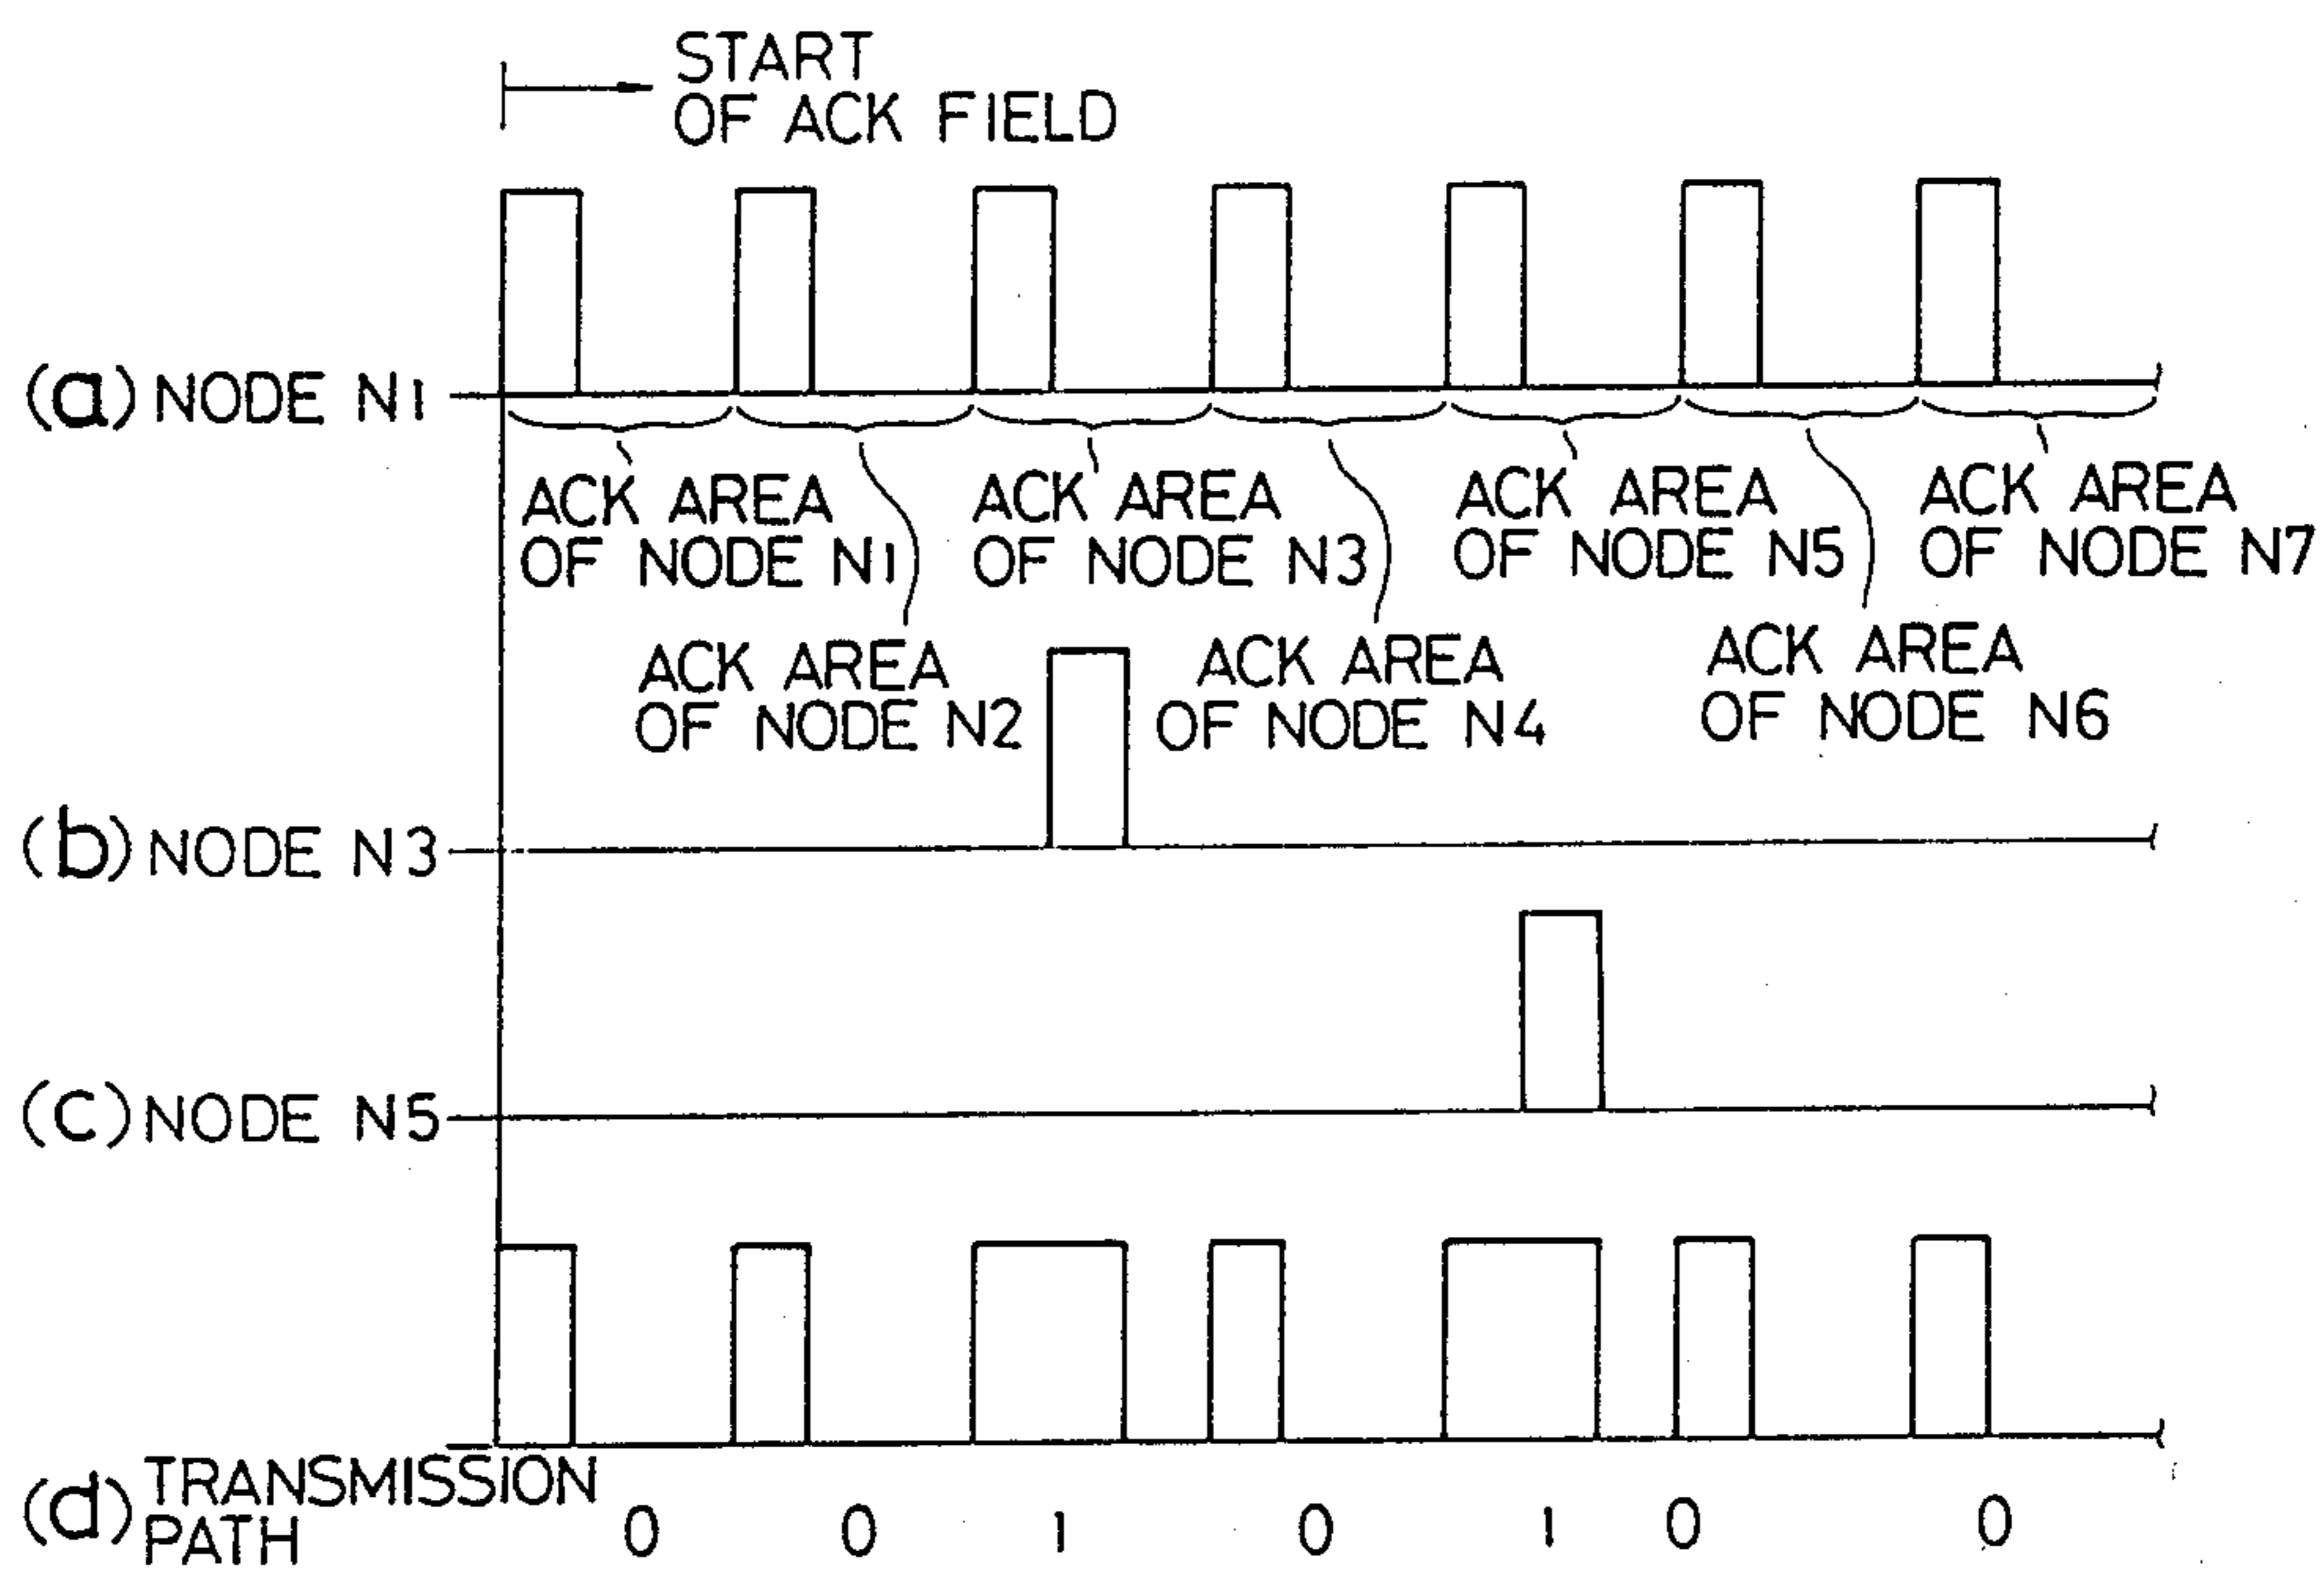 START
OF ACK FIELD
(a) NODE N1
ACK AREA
OF NODE N1
ACK AREA
OF NODE N3
ACK AREA
OF NODE N5
ACK AREA
OF NODE N7
ACK AREA
OF NODE N2
ACK AREA
OF NODE N4
ACK AREA
OF NODE N6
(b) NODE N3
(c) NODE N5
(d) TRANSMISSION
PATH
0 0 1 0 1 0 0